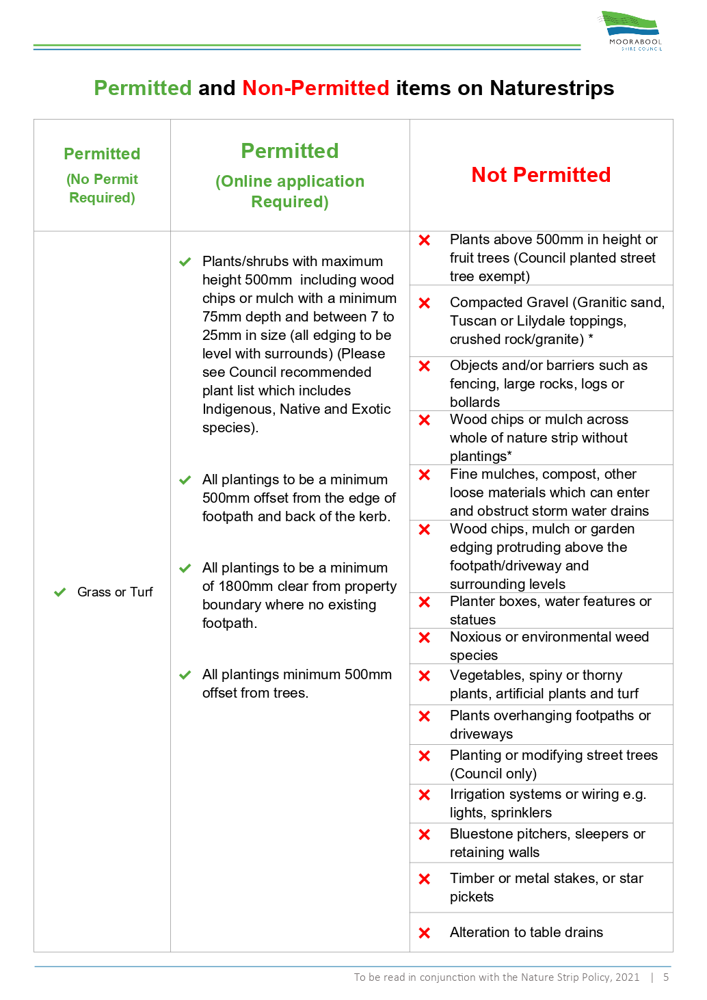 MOORABOOL
SHIRE COUNCIL
Permitted and Non-Permitted items on Naturestrips
Permitted
(No Permit
Required)
Permitted
(Online application
Required)
Not Permitted
Grass or Turf
Plants/shrubs with maximum
height 500mm  including wood
chips or mulch with a minimum
75mm depth and between 7 to
25mm in size (all edging to be
level with surrounds) (Please
see Council recommended
plant list which includes
Indigenous, Native and Exotic
species).
All plantings to be a minimum
500mm offset from the edge of
footpath and back of the kerb.
All plantings to be a minimum
of 1800mm clear from property
boundary where no existing
footpath.
All plantings minimum 500mm
offset from trees.
Plants above 500mm in height or
fruit trees (Council planted street
tree exempt)
Compacted Gravel (Granitic sand,
Tuscan or Lilydale toppings,
crushed rock/granite) *
Objects and/or barriers such as
fencing, large rocks, logs or
bollards
Wood chips or mulch across
whole of nature strip without
plantings*
Fine mulches, compost, other
loose materials which can enter
and obstruct storm water drains
Wood chips, mulch or garden
edging protruding above the
footpath/driveway and
surrounding levels
Planter boxes, water features or
statues
Noxious or environmental weed
species
Vegetables, spiny or thorny
plants, artificial plants and turf
Plants overhanging footpaths or
driveways
Planting or modifying street trees
(Council only)
Irrigation systems or wiring e.g.
lights, sprinklers
Bluestone pitchers, sleepers or
retaining walls
Timber or metal stakes, or star
pickets
Alteration to table drains
To be read in conjunction with the Nature Strip Policy, 2021 | 5